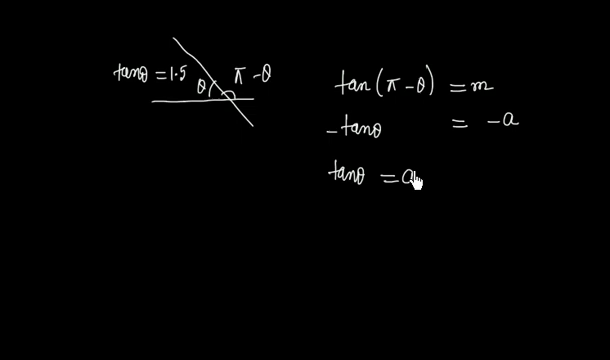 tanθ = 1.5
θ
π - θ
tan(π - θ) = m
- tanθ = - a
tanθ = a